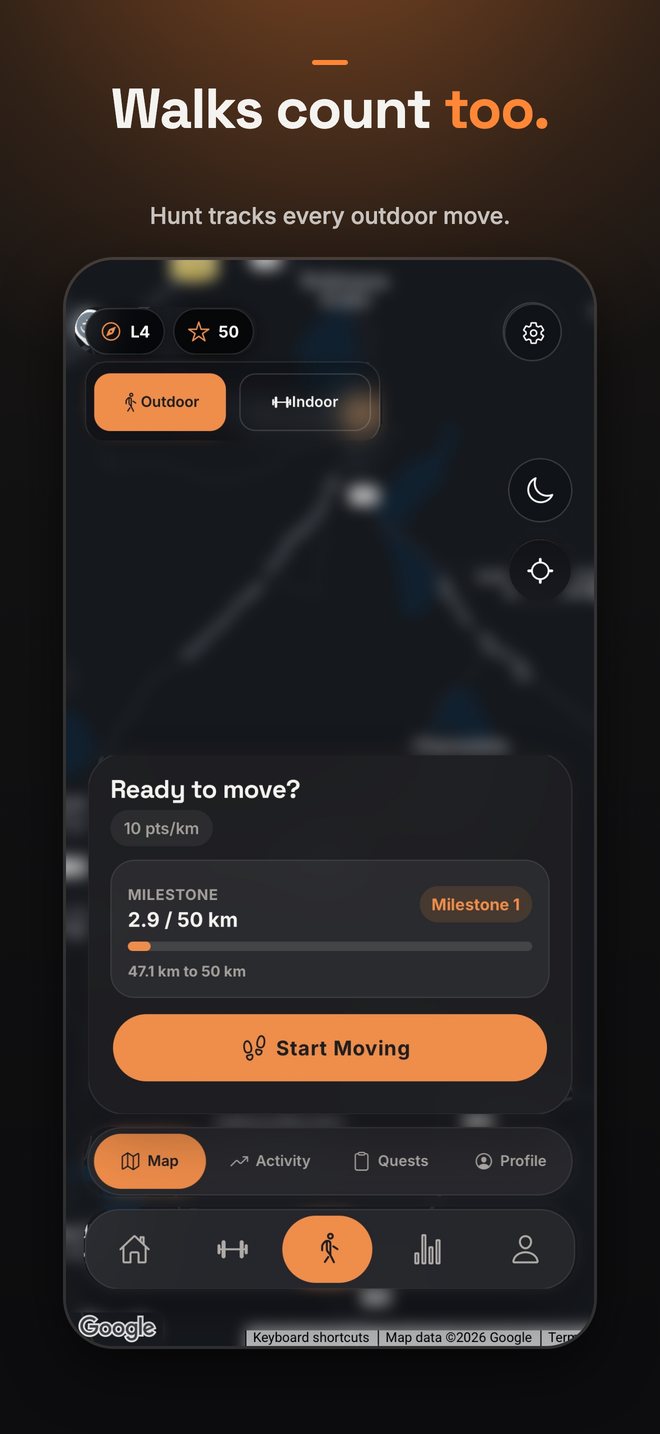 Walks count too.
Hunt tracks every outdoor move.
L4
50
Outdoor
Indoor
Ready to move?
10 pts/km
MILESTONE
2.9 / 50 km
Milestone 1
47.1 km to 50 km
Start Moving
Map
Activity
Quests
Profile
Google
Keyboard shortcuts
Map data ©2026 Google